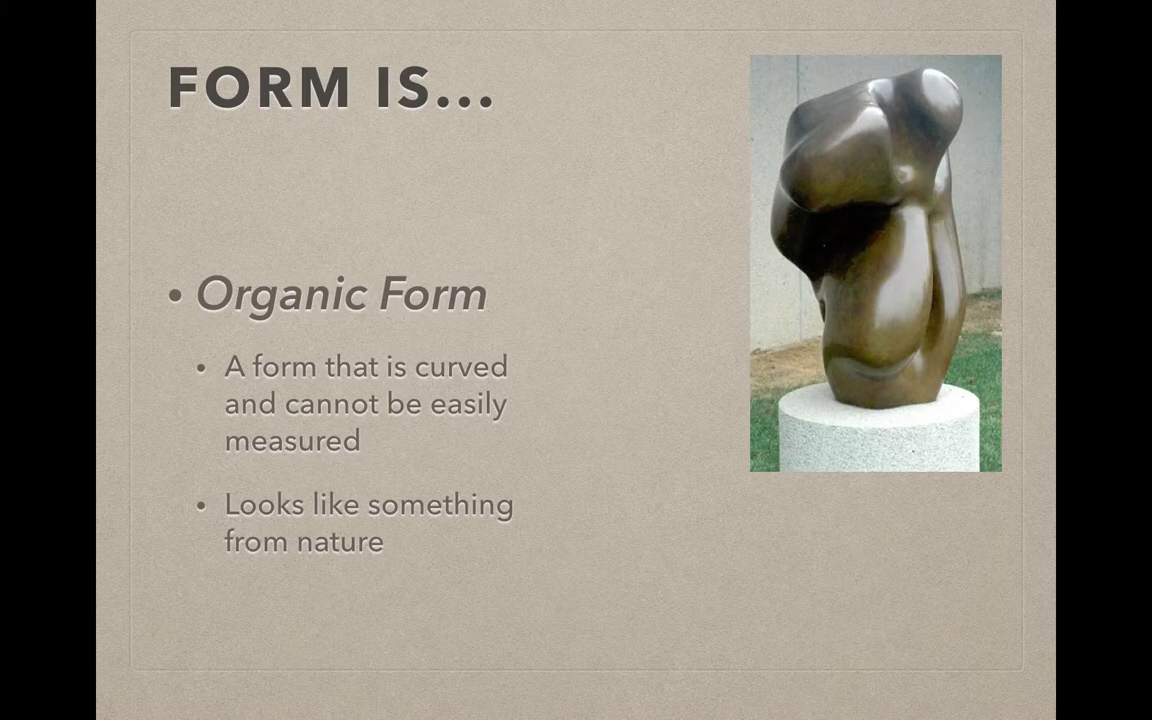 FORM IS...
• Organic Form
• A form that is curved
and cannot be easily
measured
• Looks like something
from nature